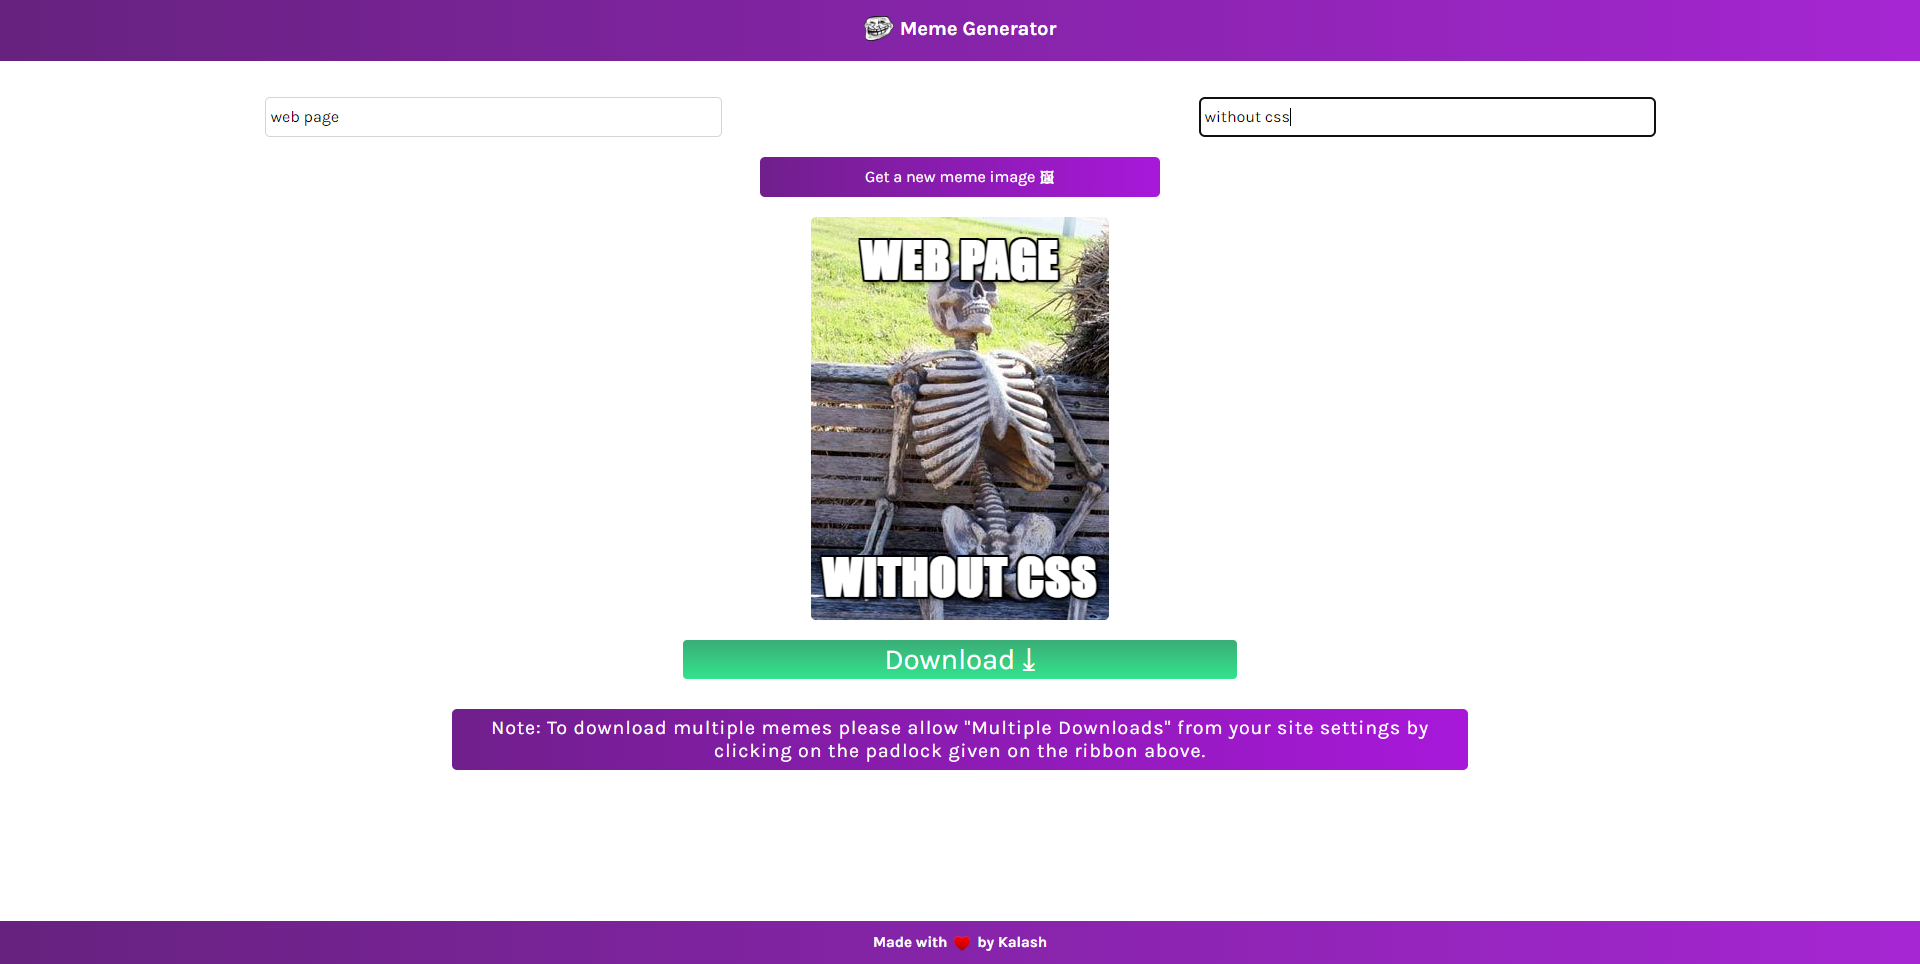 Meme Generator
web page
without css
Get a new meme image
WEB PAGE
WITHOUT CSS
Download
Note: To download multiple memes please allow "Multiple Downloads" from your site settings by
clicking on the padlock given on the ribbon above.
Made with ❤️ by Kalash